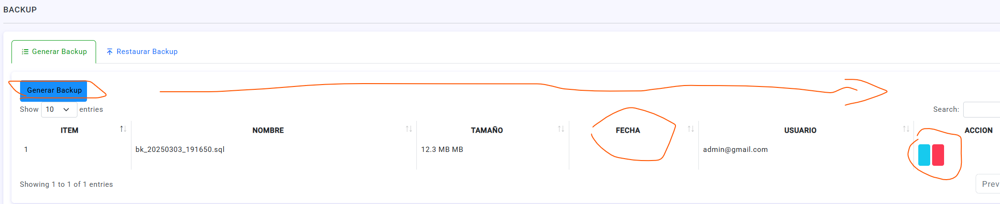 BACKUP
Generar Backup Restaurar Backup
Generar Backup
Show 10 entries Search:
ITEM NOMBRE TAMAÑO FECHA USUARIO ACCION
1 bk_20250303_191650.sql 12.3 MB MB admin@gmail.com
Showing 1 to 1 of 1 entries Prev